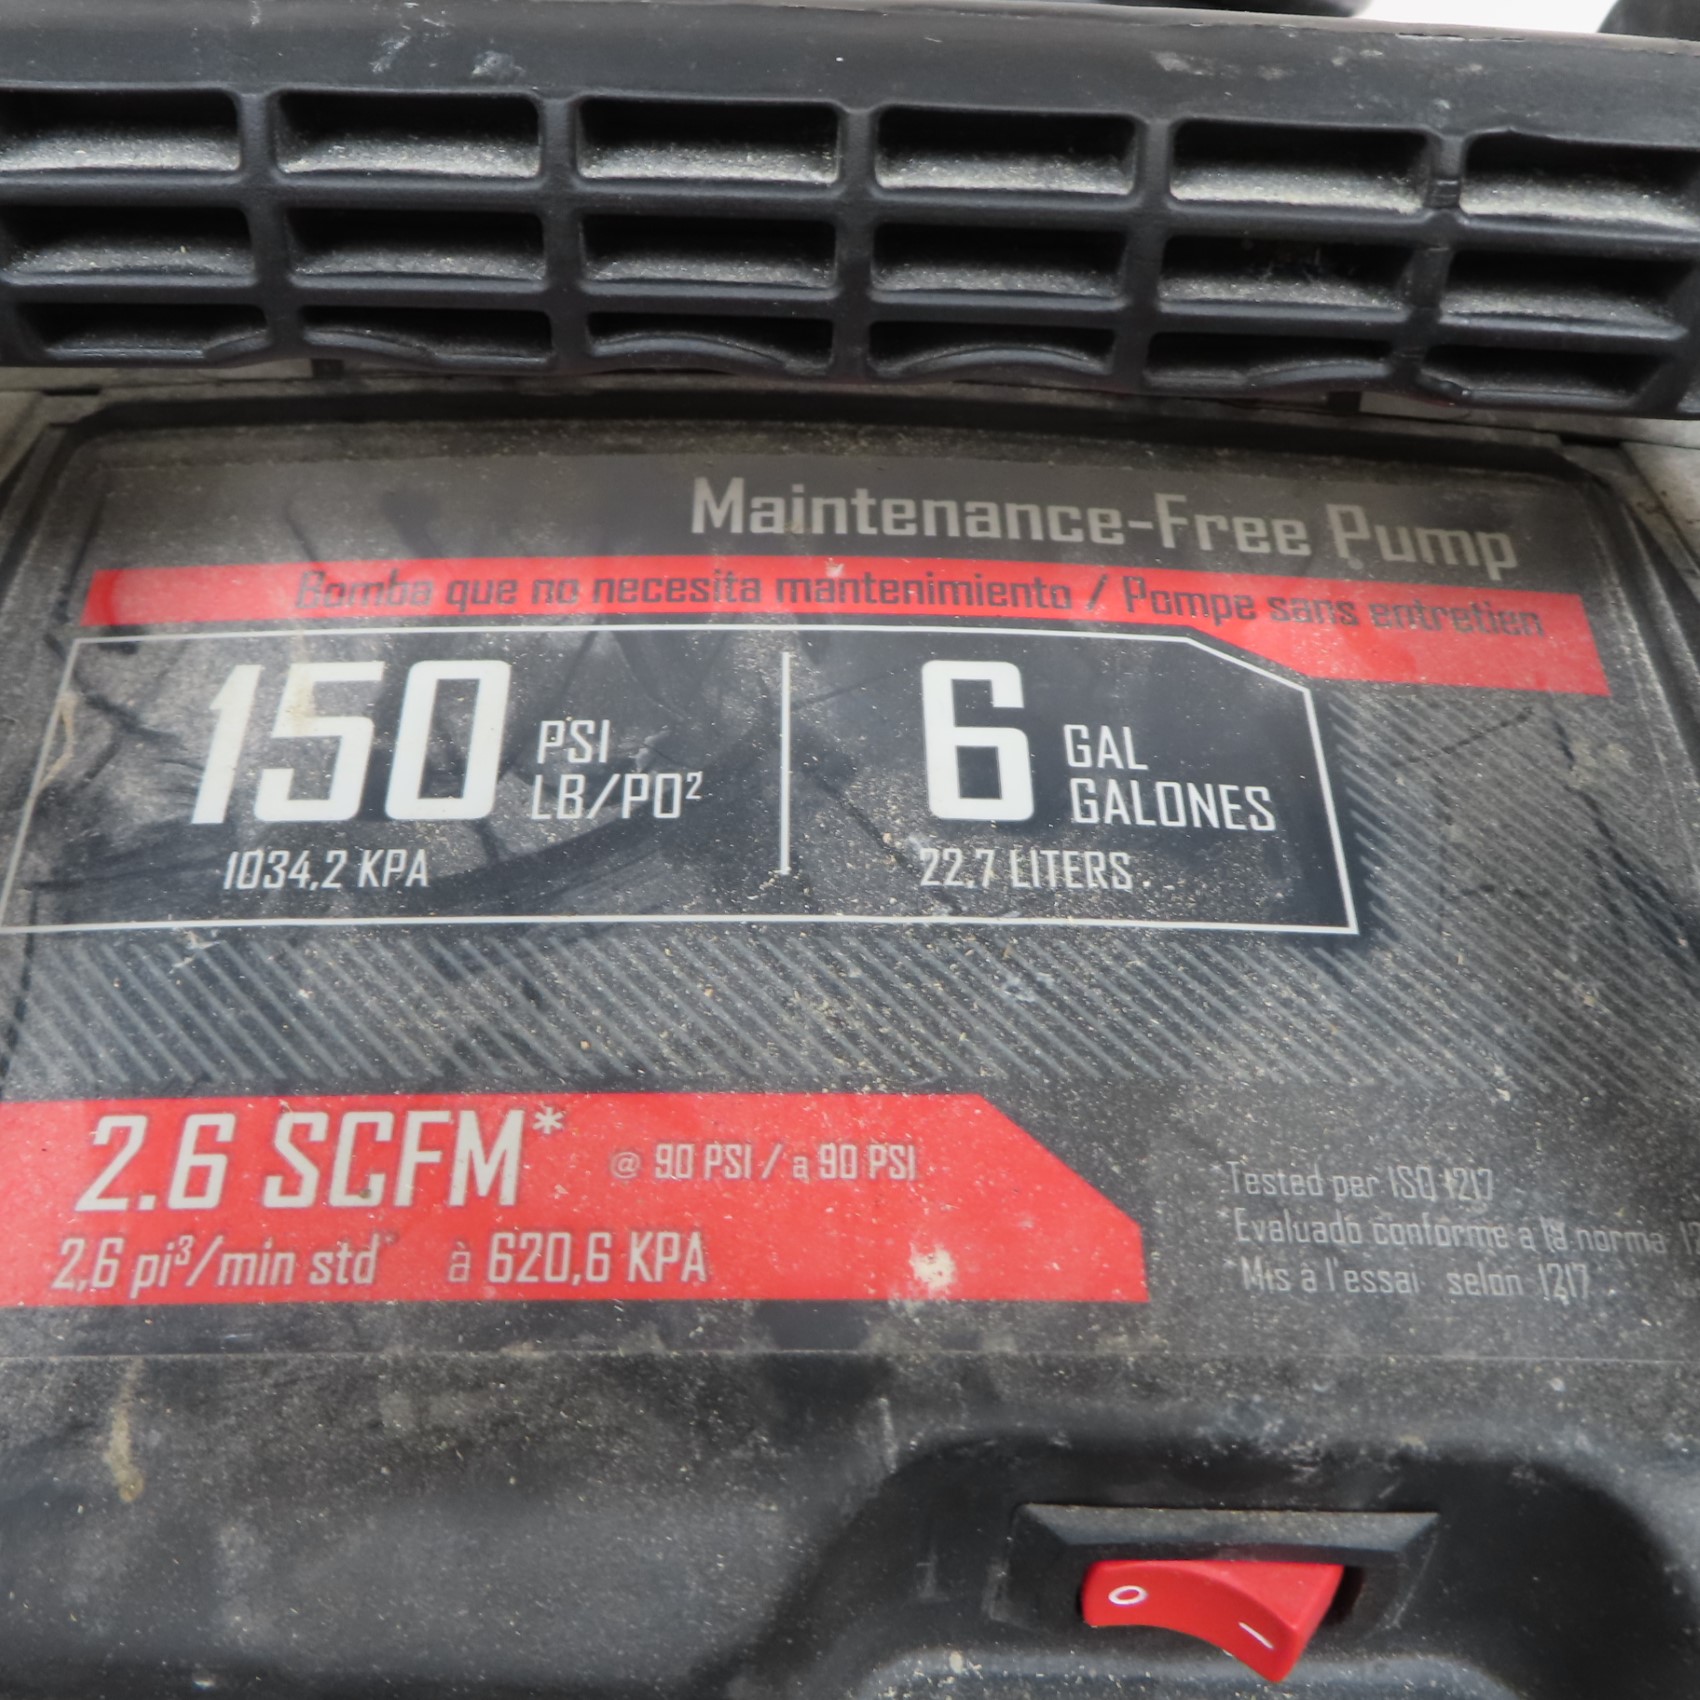 Maintenance-Free Pump
Bomba que no necesita mantenimiento / Pompe sans entretien
150 PSI
LB/PO²
1034,2 KPA
6 GAL
GALONES
22,7 LITERS
2.6 SCFM* @ 90 PSI / a 90 PSI
2,6 pi³/min std* à 620,6 KPA
*Tested per ISO 1217
*Evaluado conforme a la norma
*Mis à l'essai selon 1217
O
I